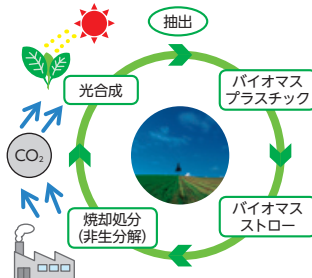 抽出
バイオマス
プラスチック
バイオマス
ストロー
焼却処分
(非生分解)
光合成
CO₂